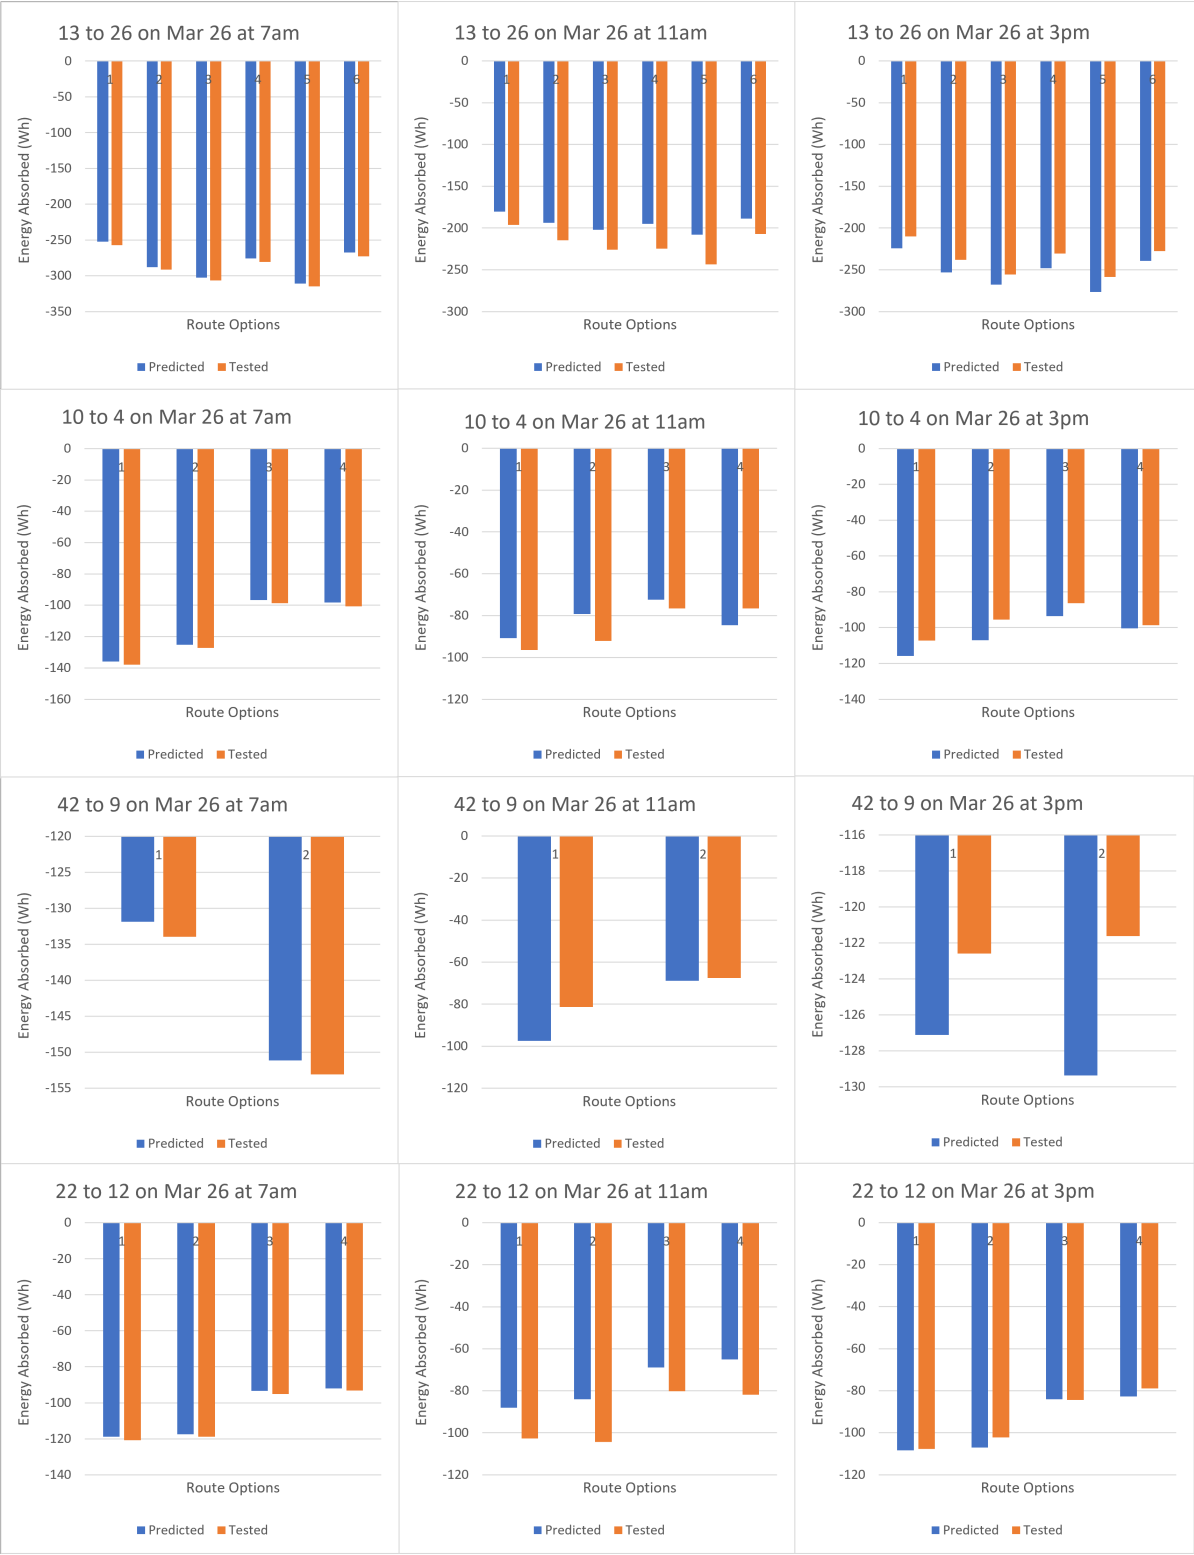 13 to 26 on Mar 26 at 7am
0
-50
-100
-150
-200
-250
-300
-350
Energy Absorbed (Wh)
1 2 3 4 5 6
Route Options
Predicted Tested
13 to 26 on Mar 26 at 11am
0
-50
-100
-150
-200
-250
-300
Energy Absorbed (Wh)
1 2 3 4 5 6
Route Options
Predicted Tested
13 to 26 on Mar 26 at 3pm
0
-50
-100
-150
-200
-250
-300
Energy Absorbed (Wh)
1 2 3 4 5 6
Route Options
Predicted Tested
10 to 4 on Mar 26 at 7am
0
-20
-40
-60
-80
-100
-120
-140
-160
Energy Absorbed (Wh)
1 2 3 4
Route Options
Predicted Tested
10 to 4 on Mar 26 at 11am
0
-20
-40
-60
-80
-100
-120
Energy Absorbed (Wh)
1 2 3 4
Route Options
Predicted Tested
10 to 4 on Mar 26 at 3pm
0
-20
-40
-60
-80
-100
-120
-140
Energy Absorbed (Wh)
1 2 3 4
Route Options
Predicted Tested
42 to 9 on Mar 26 at 7am
-120
-125
-130
-135
-140
-145
-150
-155
Energy Absorbed (Wh)
1 2
Route Options
Predicted Tested
42 to 9 on Mar 26 at 11am
0
-20
-40
-60
-80
-100
-120
Energy Absorbed (Wh)
1 2
Route Options
Predicted Tested
42 to 9 on Mar 26 at 3pm
-116
-118
-120
-122
-124
-126
-128
-130
Energy Absorbed (Wh)
1 2
Route Options
Predicted Tested
22 to 12 on Mar 26 at 7am
0
-20
-40
-60
-80
-100
-120
-140
Energy Absorbed (Wh)
1 2 3 4
Route Options
Predicted Tested
22 to 12 on Mar 26 at 11am
0
-20
-40
-60
-80
-100
-120
Energy Absorbed (Wh)
1 2 3 4
Route Options
Predicted Tested
22 to 12 on Mar 26 at 3pm
0
-20
-40
-60
-80
-100
-120
Energy Absorbed (Wh)
1 2 3 4
Route Options
Predicted Tested